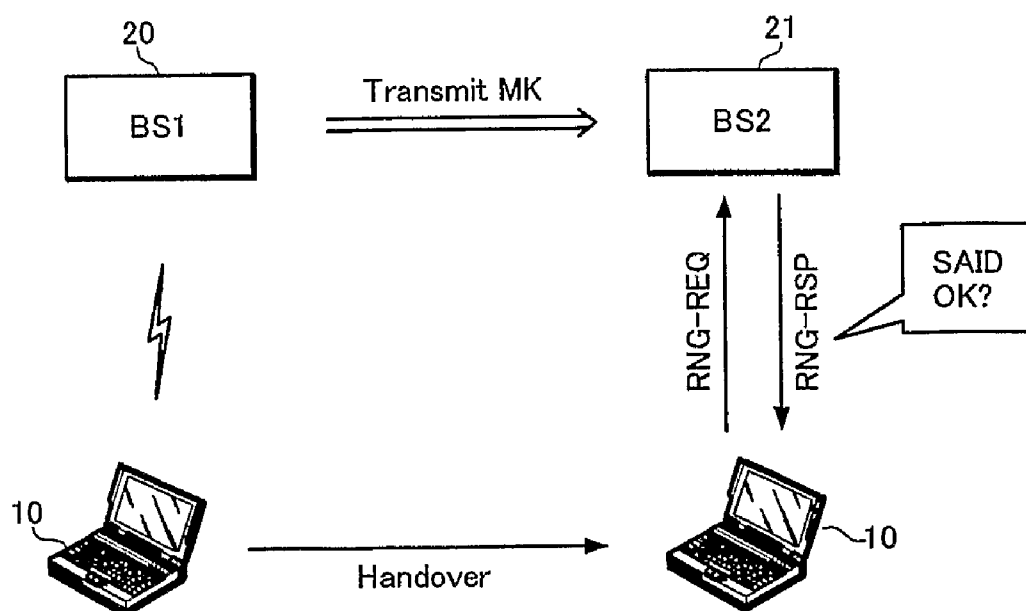 20
21
BS1
Transmit MK
BS2
RNG-REQ
RNG-RSP
SAID
OK?
10
10
Handover